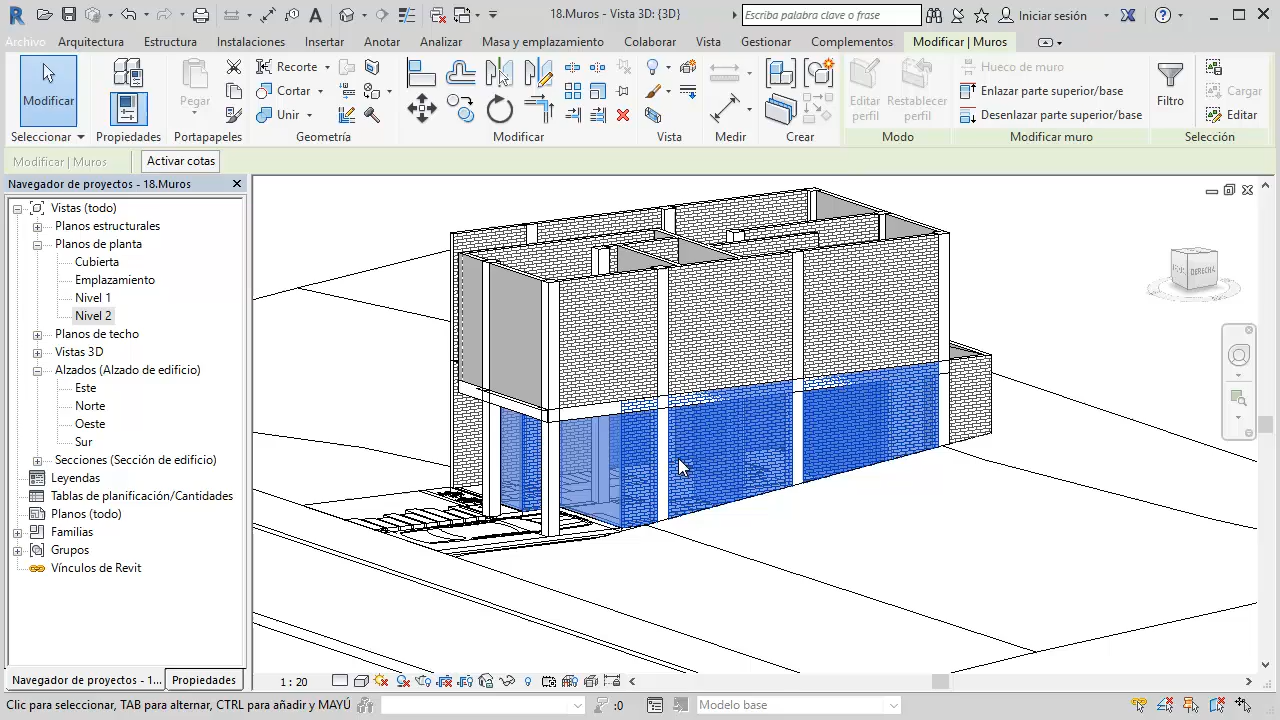 18.Muros - Vista 3D: {3D}
Escriba palabra clave o frase
Iniciar sesión
Archivo
Arquitectura
Estructura
Instalaciones
Insertar
Anotar
Analizar
Masa y emplazamiento
Colaborar
Vista
Gestionar
Complementos
Modificar | Muros
Modificar
Pegar
Recorte
Cortar
Unir
Editar perfil
Restablecer perfil
Hueco de muro
Enlazar parte superior/base
Desenlazar parte superior/base
Filtro
Cargar
Editar
Seleccionar
Propiedades
Portapapeles
Geometría
Modificar
Vista
Medir
Crear
Modo
Modificar muro
Selección
Modificar | Muros
Activar cotas
Navegador de proyectos - 18.Muros
Vistas (todo)
Planos estructurales
Planos de planta
Cubierta
Emplazamiento
Nivel 1
Nivel 2
Planos de techo
Vistas 3D
Alzados (Alzado de edificio)
Este
Norte
Oeste
Sur
Secciones (Sección de edificio)
Leyendas
Tablas de planificación/Cantidades
Planos (todo)
Familias
Grupos
Vínculos de Revit
DERECHA
Navegador de proyectos - 1...
Propiedades
1 : 20
Clic para seleccionar, TAB para alternar, CTRL para añadir y MAYÚ
:0
Modelo base